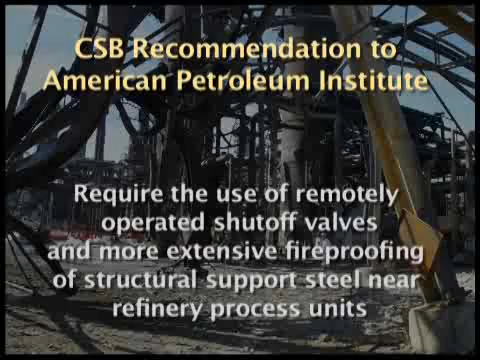 CSB Recommendation to
American Petroleum Institute
Require the use of remotely
operated shutoff valves
and more extensive fireproofing
of structural support steel near
refinery process units